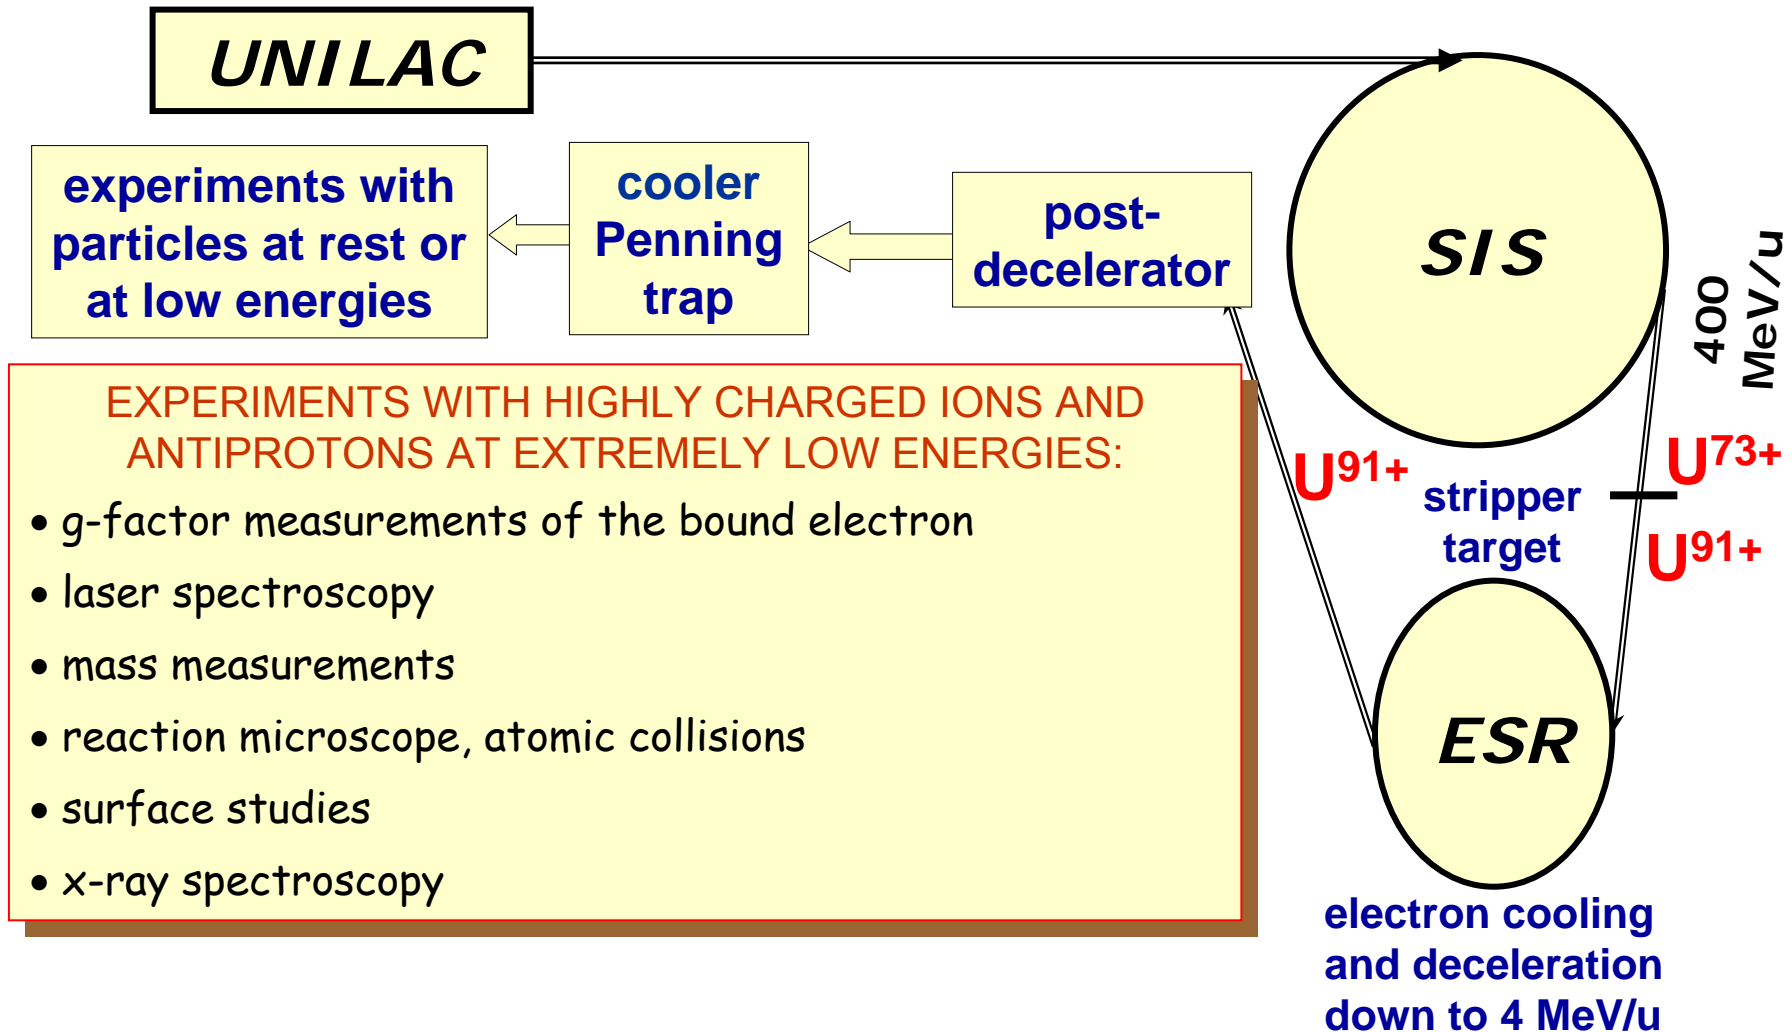 UNILAC
experiments with
particles at rest or
at low energies
cooler
Penning
trap
post-
decelerator
SIS
400
MeV/u
EXPERIMENTS WITH HIGHLY CHARGED IONS AND
ANTIPROTONS AT EXTREMELY LOW ENERGIES:
• g-factor measurements of the bound electron
• laser spectroscopy
• mass measurements
• reaction microscope, atomic collisions
• surface studies
• x-ray spectroscopy
U91+
stripper
target
U73+
U91+
ESR
electron cooling
and deceleration
down to 4 MeV/u